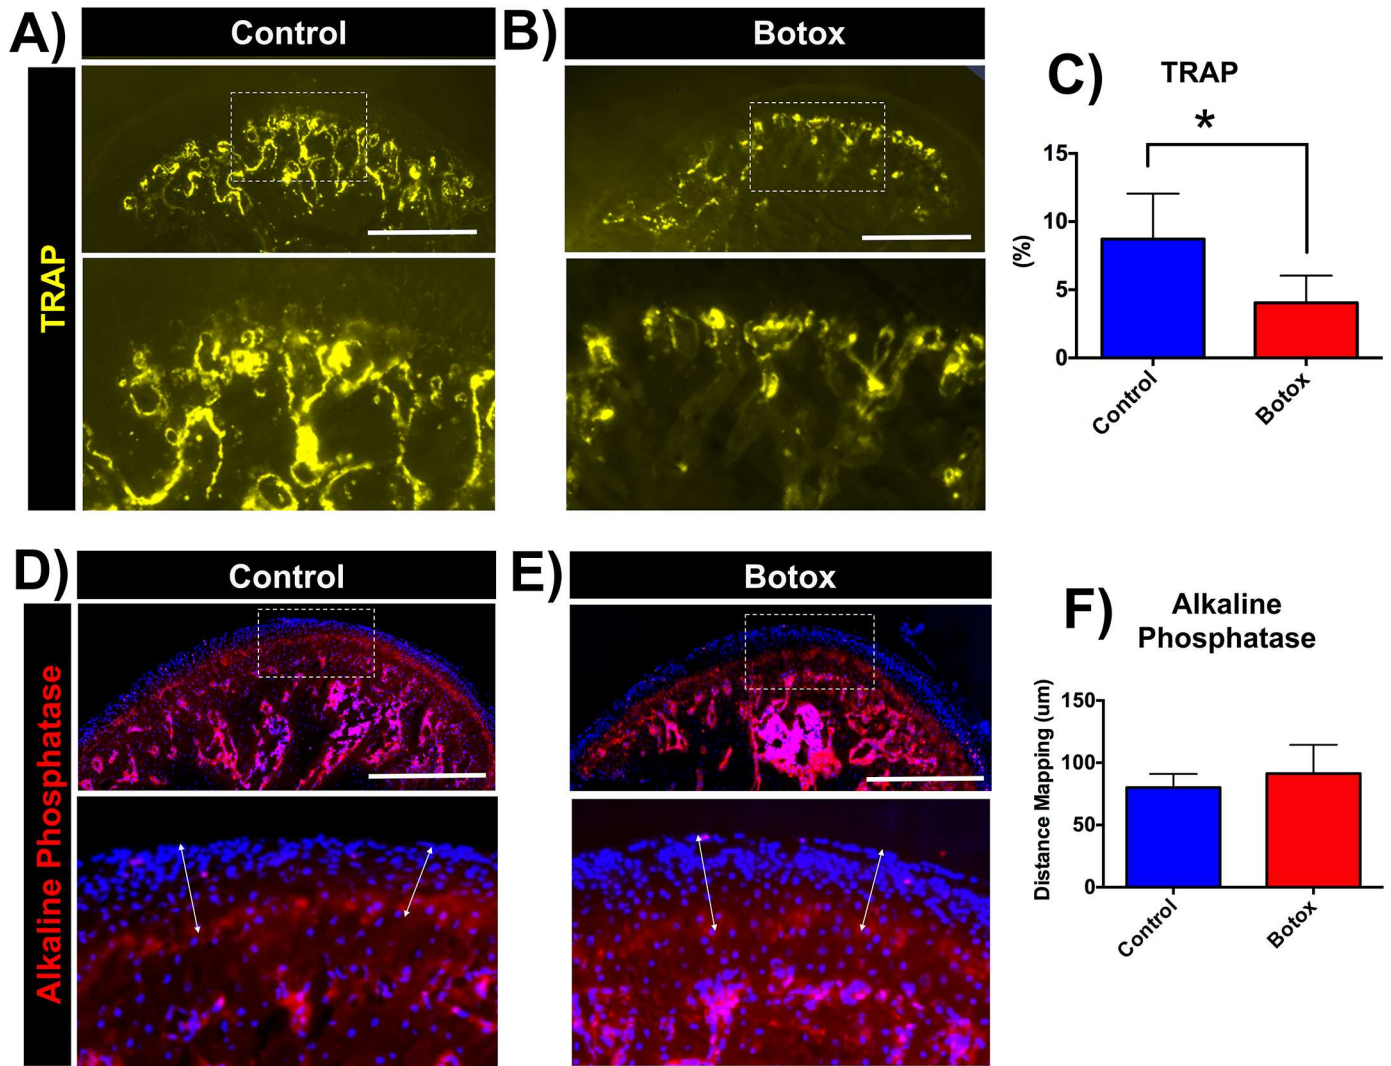 A)
Control
B)
Botox
TRAP
C)
TRAP
*
15
10
5
0
(%)
Control
Botox
D)
Control
E)
Botox
Alkaline Phosphatase
F)
Alkaline
Phosphatase
150
100
50
0
Distance Mapping (um)
Control
Botox